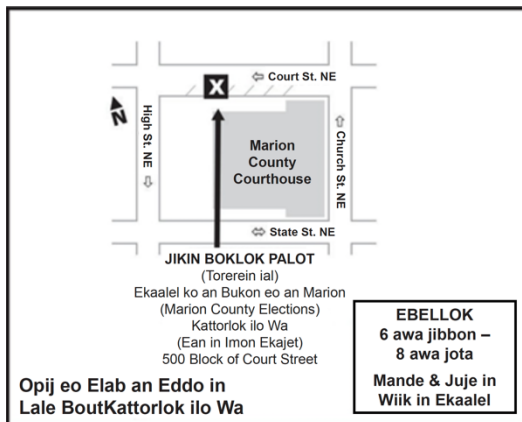 Court St. NE
X
N
High St. NE
Marion
County
Courthouse
Church St. NE
State St. NE
JIKIN BOKLOK PALOT
(Torerein ial)
Ekaalel ko an Bukon eo an Marion
(Marion County Elections)
Kattorlok ilo Wa
(Ean in Imon Ekajet)
500 Block of Court Street
EBELLOK
6 awa jibbon –
8 awa jota
Mande & Juje in
Wiik in Ekaalel
Opij eo Elab an Eddo in
Lale BoutKattorlok ilo Wa